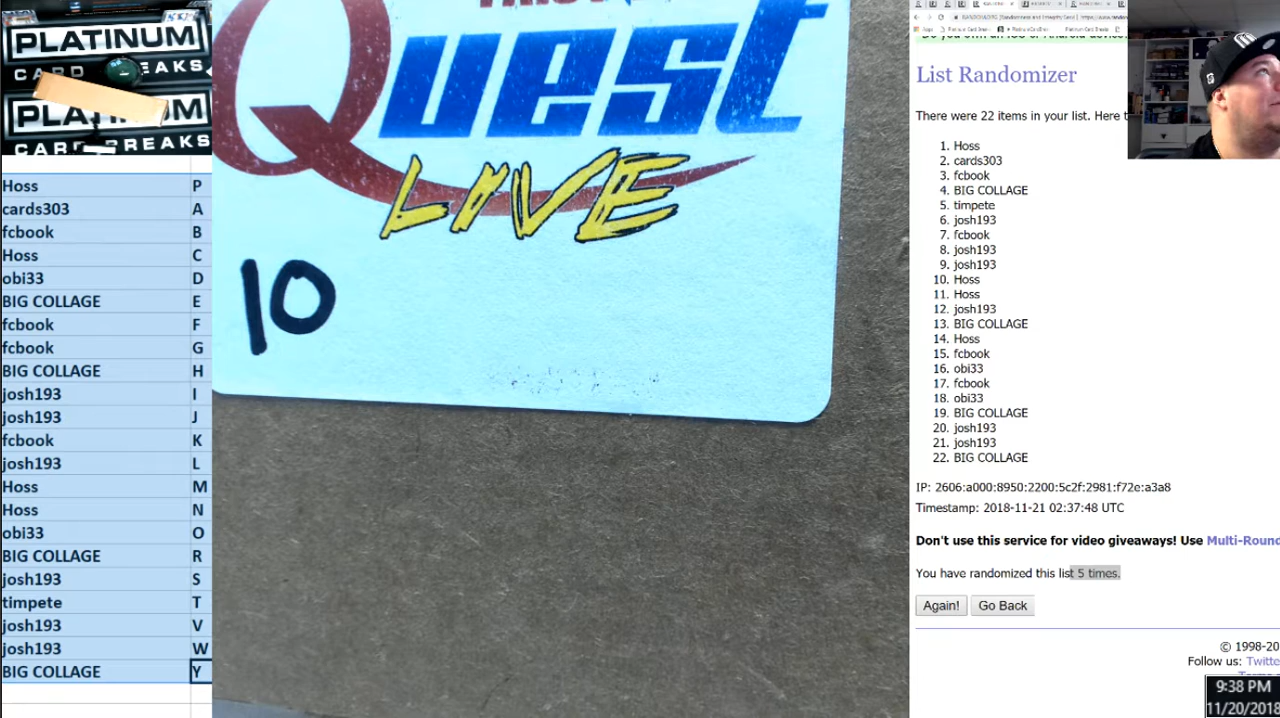 PLATINUM
CARD BREAKS
PLATINUM
CARD BREAKS
Hoss P
cards303 A
fcbook B
Hoss C
obi33 D
BIG COLLAGE E
fcbook F
fcbook G
BIG COLLAGE H
josh193 I
josh193 J
fcbook K
josh193 L
Hoss M
Hoss N
obi33 O
BIG COLLAGE R
josh193 S
timpete T
josh193 V
josh193 W
BIG COLLAGE Y
Quest
LIVE
10
List Randomizer
There were 22 items in your list. Here t
1. Hoss
2. cards303
3. fcbook
4. BIG COLLAGE
5. timpete
6. josh193
7. fcbook
8. josh193
9. josh193
10. Hoss
11. Hoss
12. josh193
13. BIG COLLAGE
14. Hoss
15. fcbook
16. obi33
17. fcbook
18. obi33
19. BIG COLLAGE
20. josh193
21. josh193
22. BIG COLLAGE
IP: 2606:a000:8950:2200:5c2f:2981:f72e:a3a8
Timestamp: 2018-11-21 02:37:48 UTC
Don't use this service for video giveaways! Use Multi-Round
You have randomized this list 5 times.
Again! Go Back
© 1998-20
Follow us: Twitte
9:38 PM
11/20/2018